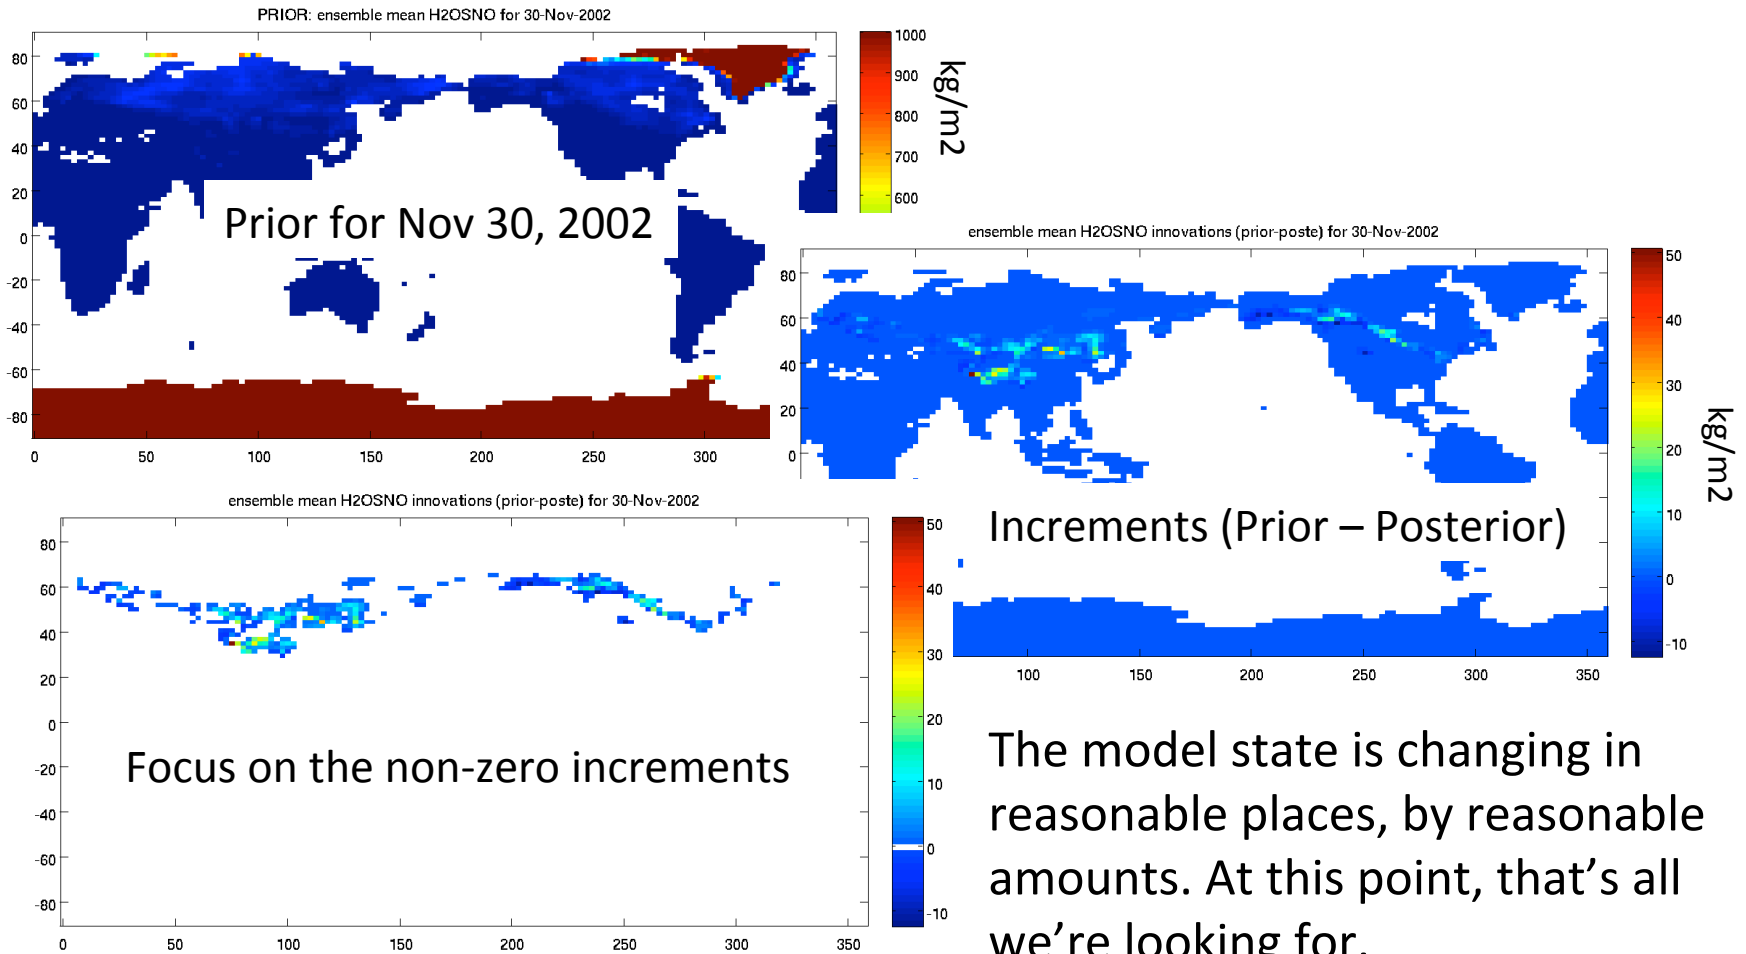 PRIOR: ensemble mean H2OSNO for 30-Nov-2002
80
60
40
20
0
-20
-40
-60
-80
0 50 100 150 200 250 300
1000
900
800
700
600
kg/m2
Prior for Nov 30, 2002
ensemble mean H2OSNO innovations (prior-poste) for 30-Nov-2002
80
60
40
20
0
100 150 200 250 300 350
50
40
30
20
10
0
-10
kg/m2
Increments (Prior – Posterior)
ensemble mean H2OSNO innovations (prior-poste) for 30-Nov-2002
80
60
40
20
0
-20
-40
-60
-80
0 50 100 150 200 250 300 350
50
40
30
20
10
0
-10
Focus on the non-zero increments
The model state is changing in
reasonable places, by reasonable
amounts. At this point, that's all
we're looking for.